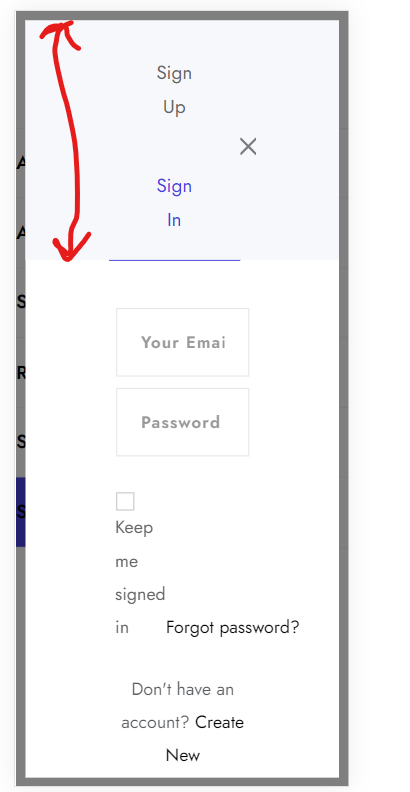 Sign
Up
Sign
In
A
A
S
R
S
S
Your Emai
Password
Keep
me
signed
in Forgot password?
Don't have an
account? Create
New